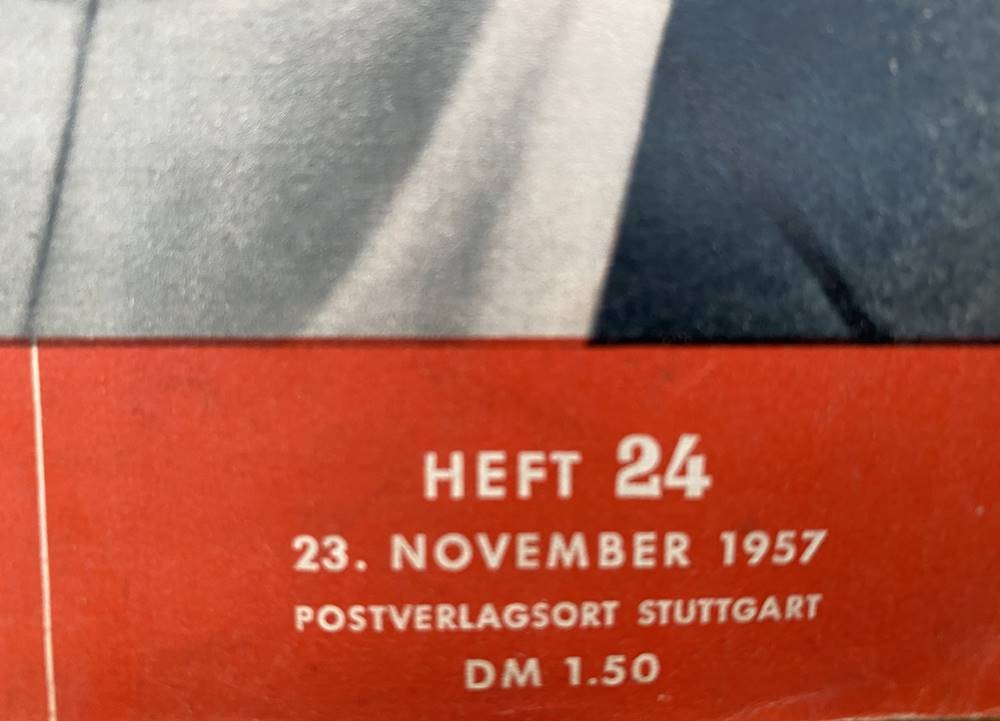 HEFT 24
23. NOVEMBER 1957
POSTVERLAGSORT STUTTGART
DM 1.50